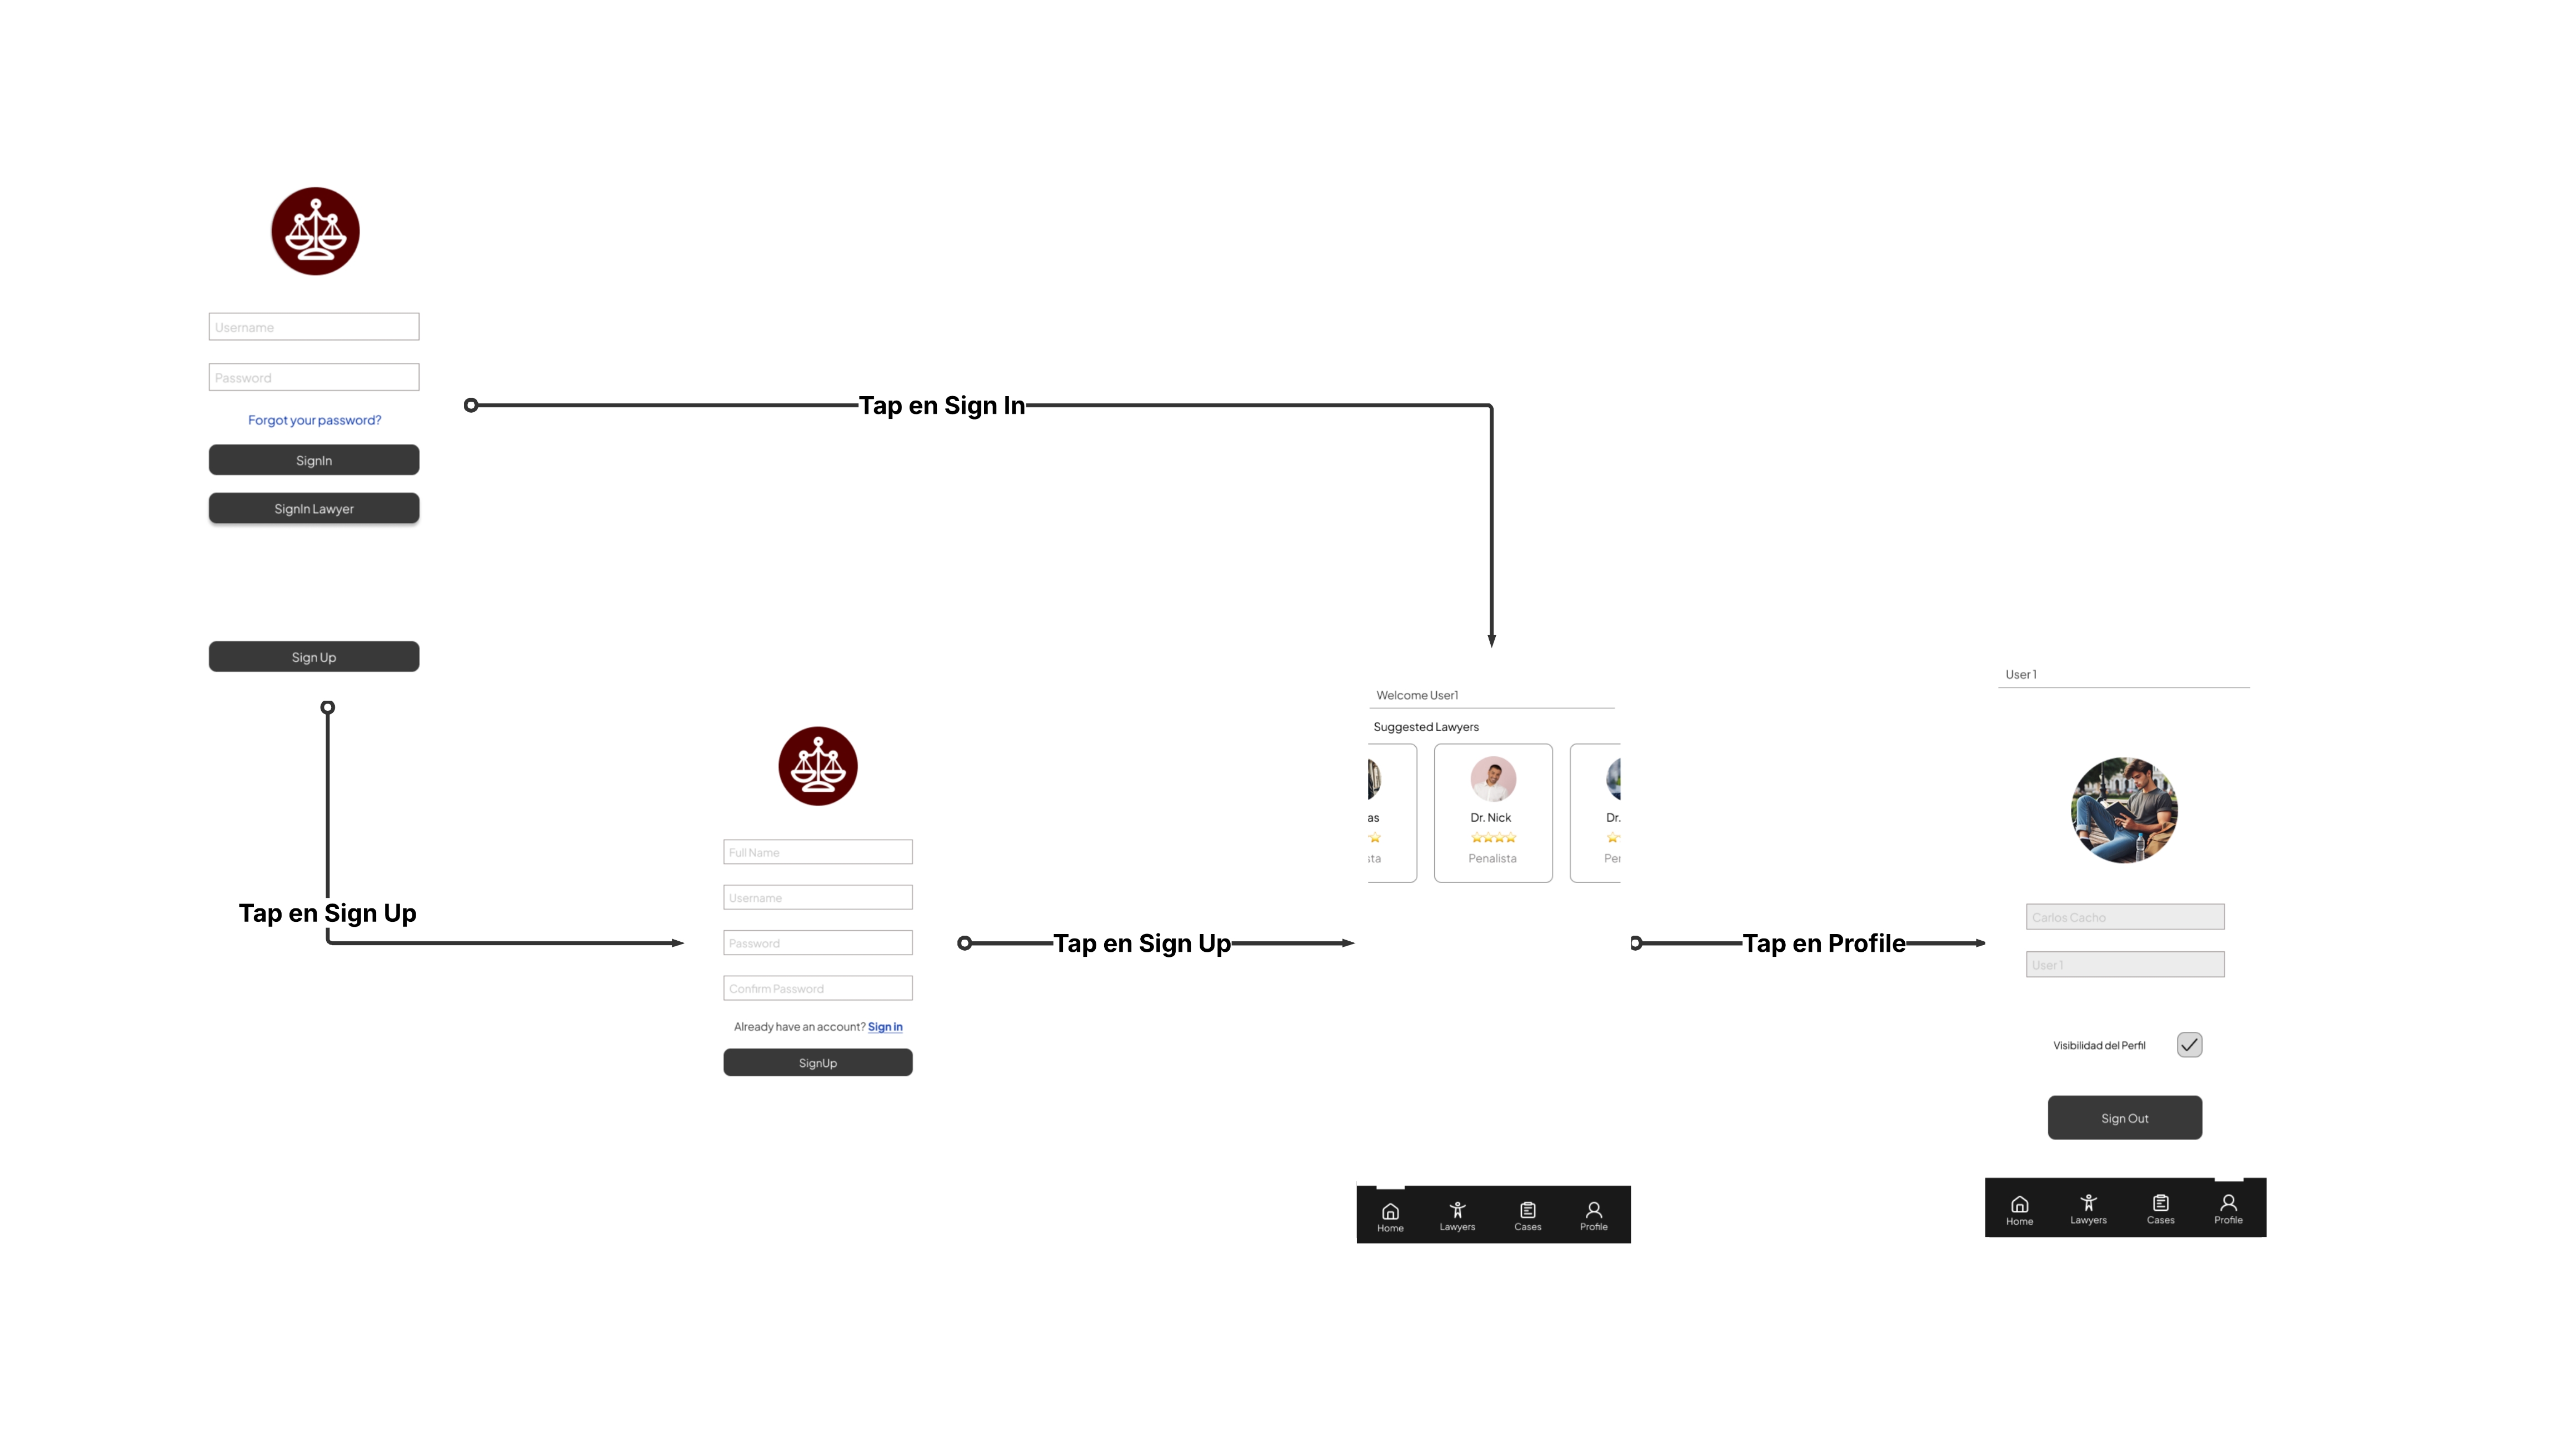 Username
Password
Forgot your password?
SignIn
SignIn Lawyer
Sign Up
Tap en Sign In
Tap en Sign Up
Full Name
Username
Password
Confirm Password
Already have an account? Sign in
SignUp
Tap en Sign Up
Welcome User1
Suggested Lawyers
as
sta
Dr. Nick
Penalista
Dr.
Per
Home
Lawyers
Cases
Profile
Tap en Profile
User 1
Carlos Cacho
User 1
Visibilidad del Perfil
Sign Out
Home
Lawyers
Cases
Profile